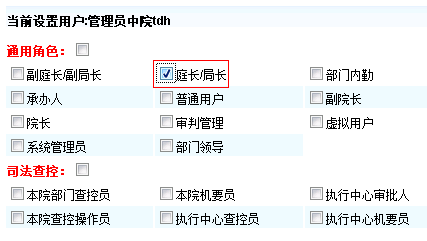 当前设置用户:管理员中院tdh
通用角色：
副庭长/副局长 庭长/局长 部门内勤
承办人 普通用户 副院长
院长 审判管理 虚拟用户
系统管理员 部门领导
司法查控：
本院部门查控员 本院机要员 执行中心审批人
本院查控操作员 执行中心查控员 执行中心机要员